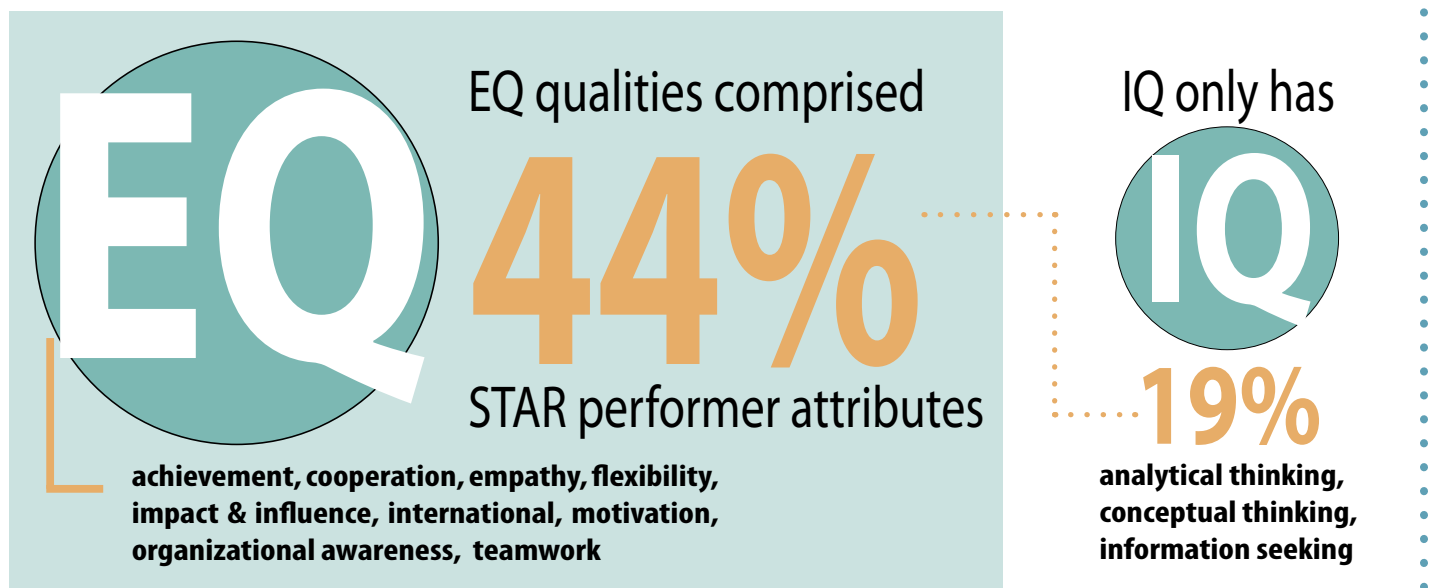 EQ
EQ qualities comprised
44%
STAR performer attributes
achievement, cooperation, empathy, flexibility,
impact & influence, international, motivation,
organizational awareness, teamwork
IQ only has
IQ
19%
analytical thinking,
conceptual thinking,
information seeking